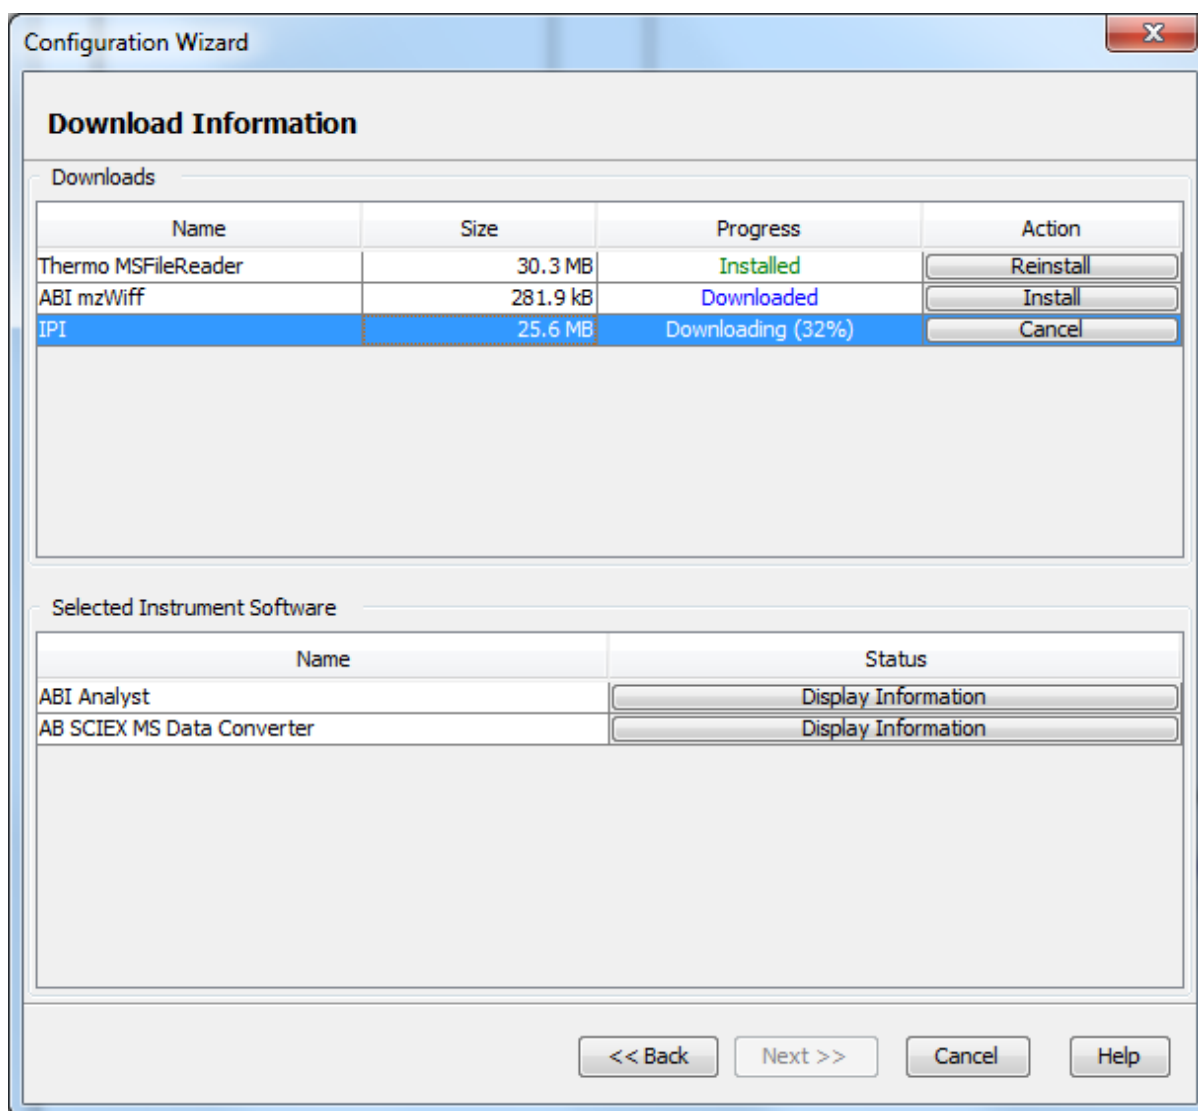 Configuration Wizard
Download Information
Downloads
Name Size Progress Action
Thermo MSFileReader 30.3 MB Installed Reinstall
ABI mzWiff 281.9 kB Downloaded Install
IPI 25.6 MB Downloading (32%) Cancel
Selected Instrument Software
Name Status
ABI Analyst Display Information
AB SCIEX MS Data Converter Display Information
<< Back Next >> Cancel Help